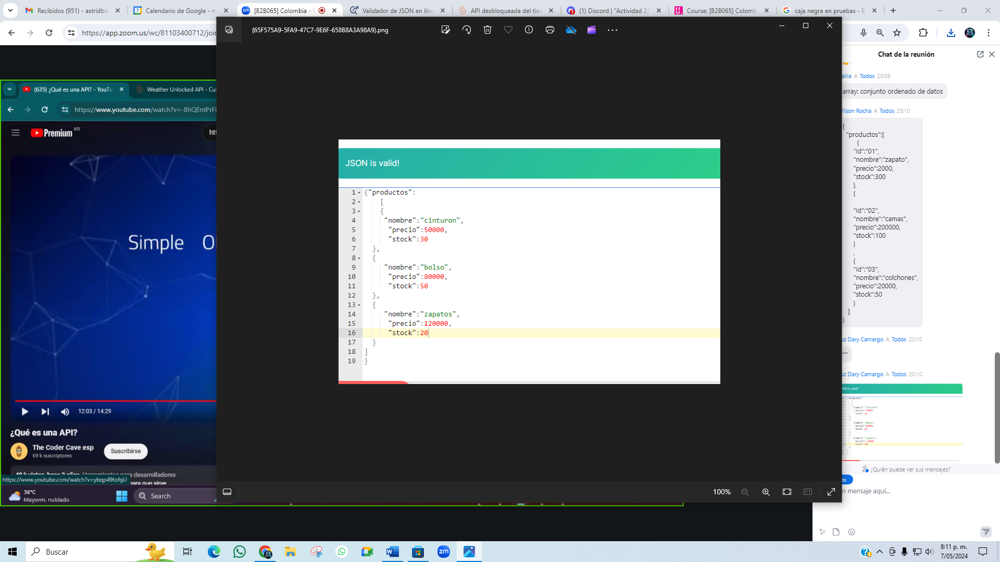 Recibidos (951) - astridba
Calendario de Google - m
[B2B065] Colombia - F
Validador de JSON en líne
API desbloqueada del tien
(1) Discord | "Actividad 22
Course: [B2B065] Colomb
caja negra en pruebas - B
https://app.zoom.us/wc/81103400712/join
{65F575A9-5FA9-47C7-9E6F-658B8A3A98A9}.png
(635) ¿Qué es una API? - YouTu
Weather Unlocked API - Cu
https://www.youtube.com/watch?v=-BhQEntPrFE
Premium MX
htt
Simple
12:03 / 14:29
¿Qué es una API?
The Coder Cave esp
69 k suscriptores
Suscribirse
Herramientas para desarrolladores
para que sirve
https://www.youtube.com/watch?v=ybqp49tofgU
36°C
Mayorm. nublado
Search
JSON is valid!
1 {"productos":
2 [
3 {
4 "nombre":"cinturon",
5 "precio":50000,
6 "stock":30
7 },
8 {
9 "nombre":"bolso",
10 "precio":80000,
11 "stock":50
12 },
13 {
14 "nombre":"zapatos",
15 "precio":120000,
16 "stock":20
17 }
18 ]
19 }
100%
Chat de la reunión
alila A Todos 20:09
array: conjunto ordenado de datos
ilson Rocha A Todos 20:10
{
"productos":[
{
"Id":"01",
"nombre":"zapato",
"precio":2000,
"stock":300
},
{
"Id":"02",
"nombre":"camas",
"precio":200000,
"stock":100
}
,
{
"Id":"03",
"nombre":"colchones",
"precio":20000,
"stock":50
}
]
}
uz Dary Camargo A Todos 20:10
""
uz Dary Camargo A Todos 20:10
¿Quién puede ver sus mensajes?
os
n mensaje aquí...
Buscar
8:11 p. m.
7/05/2024